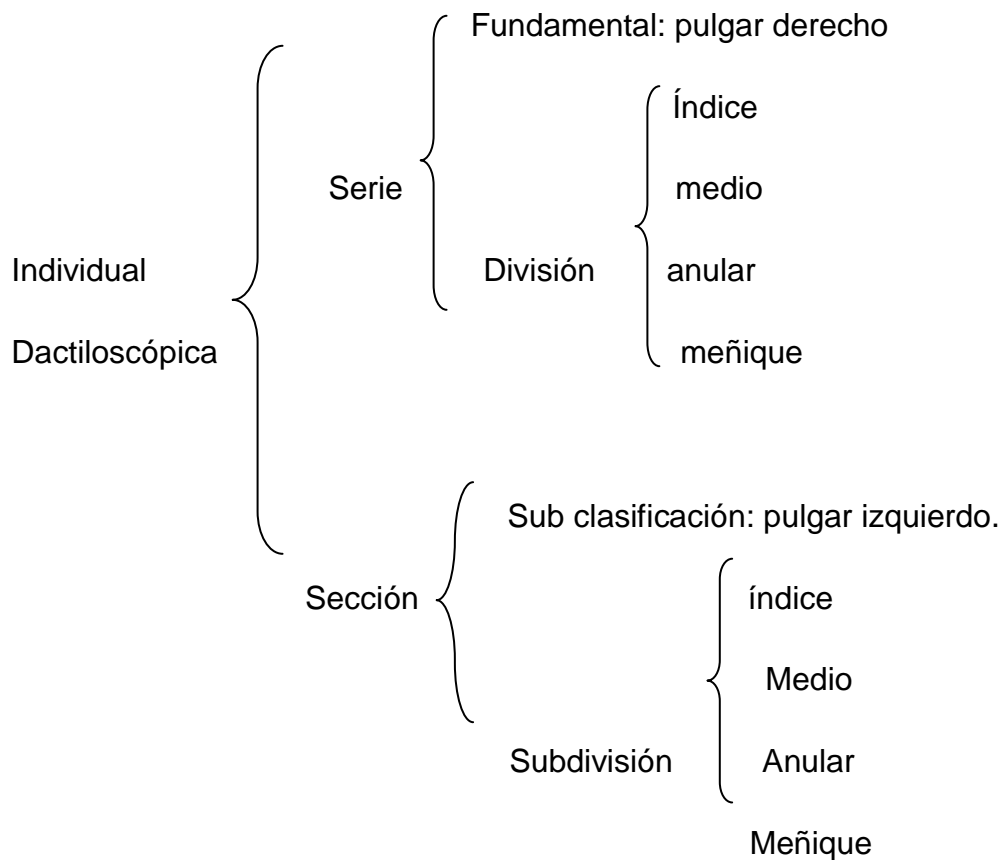 Fundamental: pulgar derecho
Índice
Serie
medio
Individual
División
anular
Dactiloscópica
meñique
Sub clasificación: pulgar izquierdo.
Sección
índice
Medio
Subdivisión
Anular
Meñique